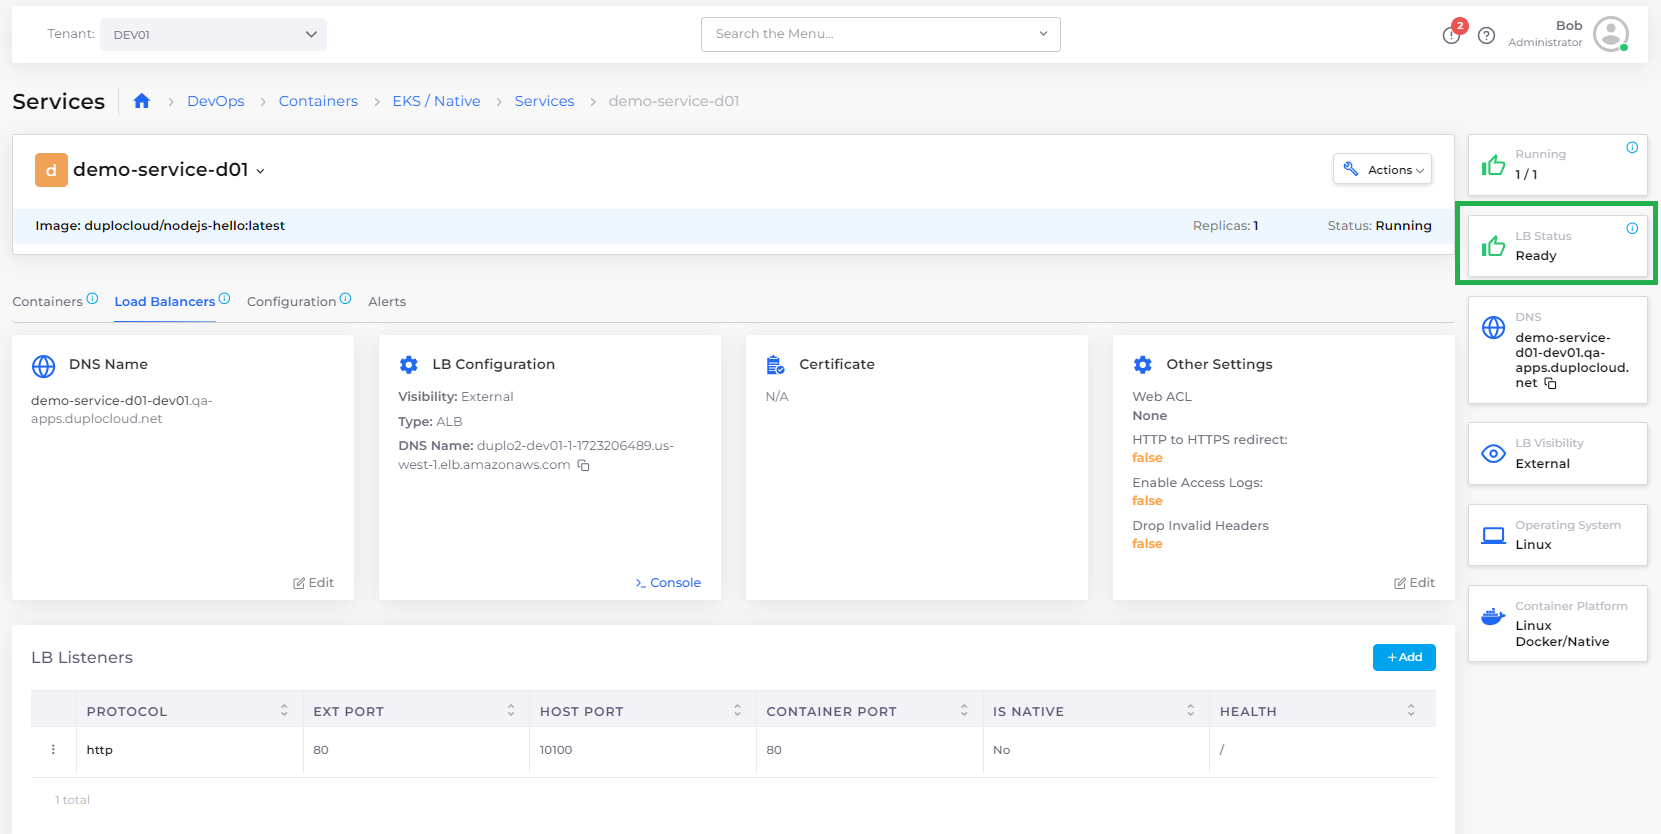 Tenant: DEV01
Search the Menu...
2
Bob
Administrator
Services
DevOps > Containers > EKS / Native > Services > demo-service-d01
d demo-service-d01
Actions
Image: duplocloud/nodejs-hello:latest
Replicas: 1
Status: Running
Running
1 / 1
LB Status
Ready
DNS
demo-service-
d01-dev01.qa-
apps.duplocloud.
net
LB Visibility
External
Operating System
Linux
Container Platform
Linux
Docker/Native
Containers Load Balancers Configuration Alerts
DNS Name
demo-service-d01-dev01.qa-
apps.duplocloud.net
Edit
LB Configuration
Visibility: External
Type: ALB
DNS Name: duplo2-dev01-1-1723206489.us-
west-1.elb.amazonaws.com
Console
Certificate
N/A
Other Settings
Web ACL
None
HTTP to HTTPS redirect:
false
Enable Access Logs:
false
Drop Invalid Headers
false
Edit
LB Listeners
+ Add
PROTOCOL EXT PORT HOST PORT CONTAINER PORT IS NATIVE HEALTH
http 80 10100 80 No /
1 total